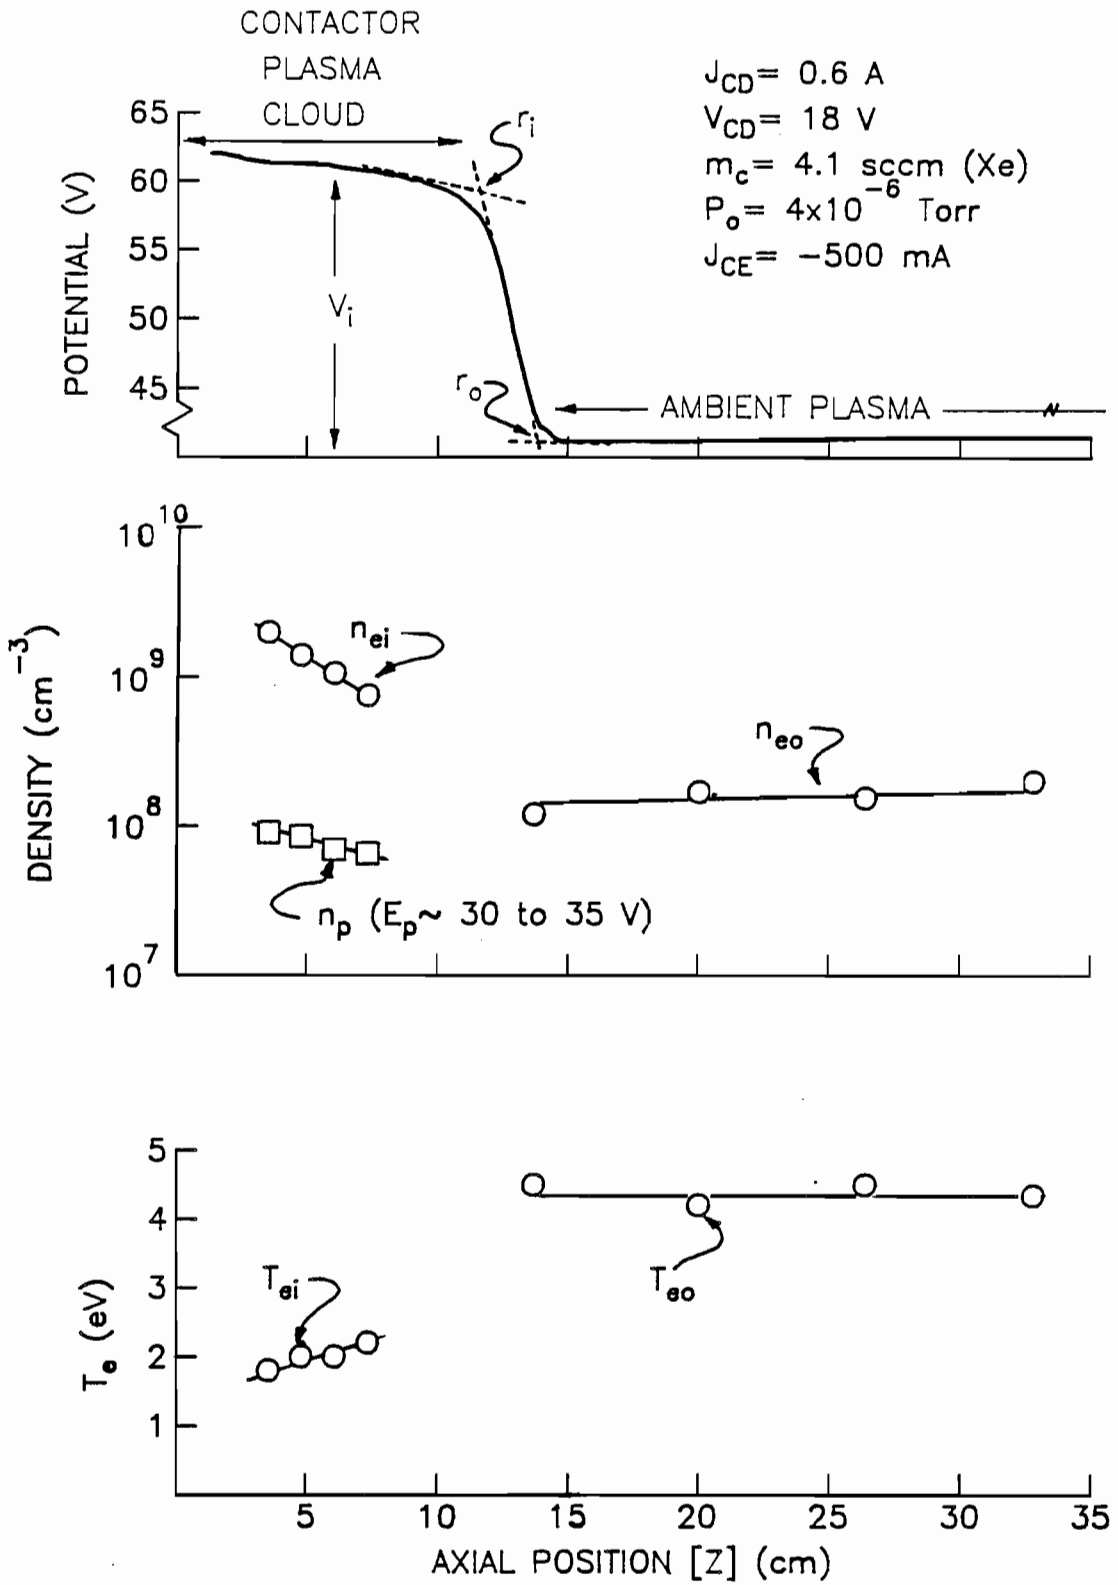 CONTACTOR
PLASMA
CLOUD
J_CD= 0.6 A
V_CD= 18 V
m_c= 4.1 sccm (Xe)
P_o= 4x10^-6 Torr
J_CE= -500 mA
r_i
POTENTIAL (V)
65
60
55
50
45
V_i
r_o
AMBIENT PLASMA
DENSITY (cm^-3)
10^10
10^9
10^8
10^7
n_ei
n_eo
n_p (E_p~ 30 to 35 V)
T_e (eV)
5
4
3
2
1
T_ei
T_eo
5 10 15 20 25 30 35
AXIAL POSITION [Z] (cm)